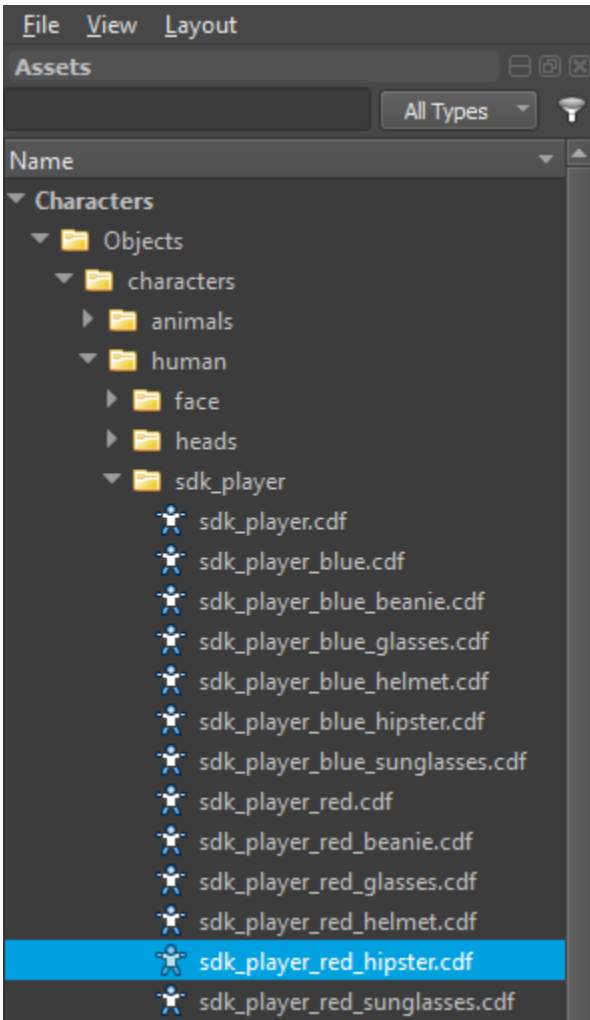 File View Layout
Assets
All Types
Name
Characters
Objects
characters
animals
human
face
heads
sdk_player
sdk_player.cdf
sdk_player_blue.cdf
sdk_player_blue_beanie.cdf
sdk_player_blue_glasses.cdf
sdk_player_blue_helmet.cdf
sdk_player_blue_hipster.cdf
sdk_player_blue_sunglasses.cdf
sdk_player_red.cdf
sdk_player_red_beanie.cdf
sdk_player_red_glasses.cdf
sdk_player_red_helmet.cdf
sdk_player_red_hipster.cdf
sdk_player_red_sunglasses.cdf